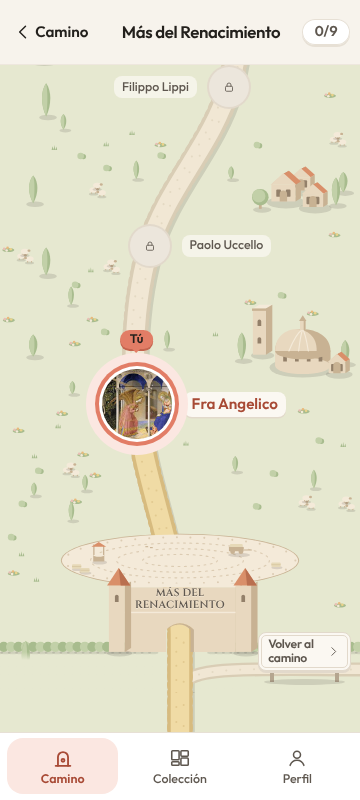 Camino
Más del Renacimiento
0/9
Filippo Lippi
Paolo Uccello
Tú
Fra Angelico
MÁS DEL
RENACIMIENTO
Volver al
camino
Camino
Colección
Perfil